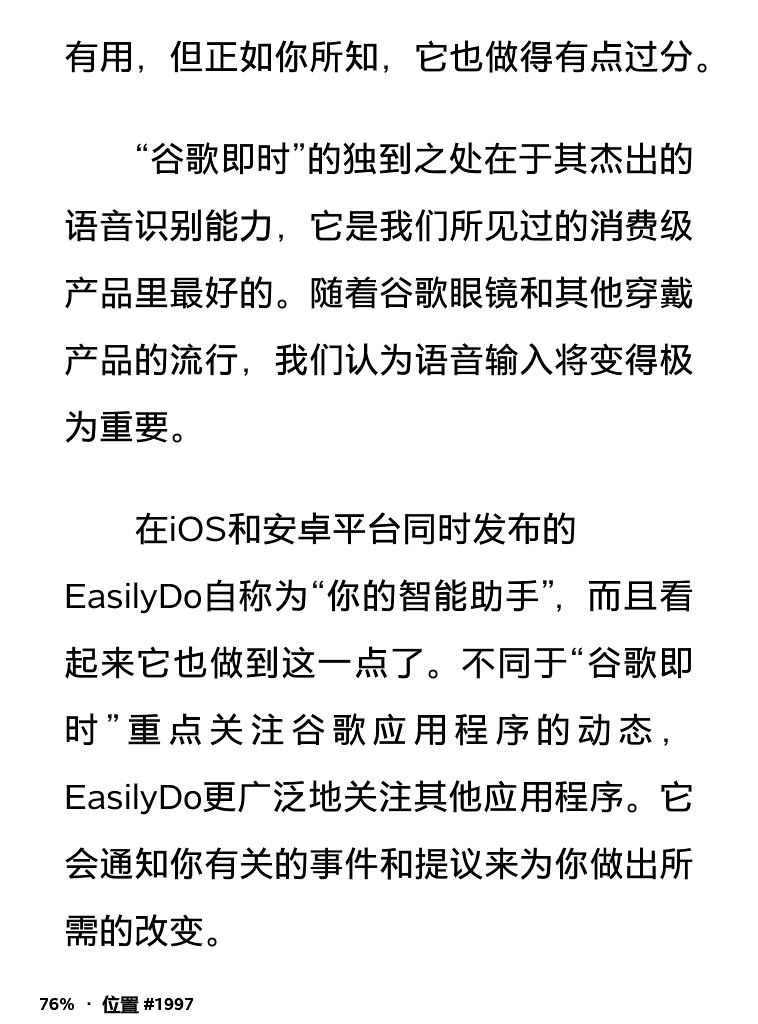 有用，但正如你所知，它也做得有点过分。
“谷歌即时”的独到之处在于其杰出的
语音识别能力，它是我们所见过的消费级
产品里最好的。随着谷歌眼镜和其他穿戴
产品的流行，我们认为语音输入将变得极
为重要。
在iOS和安卓平台同时发布的
EasilyDo自称为“你的智能助手”，而且看
起来它也做到这一点了。不同于“谷歌即
时”重点关注谷歌应用程序的动态，
EasilyDo更广泛地关注其他应用程序。它
会通知你有关的事件和提议来为你做出所
需的改变。
76% · 位置 #1997